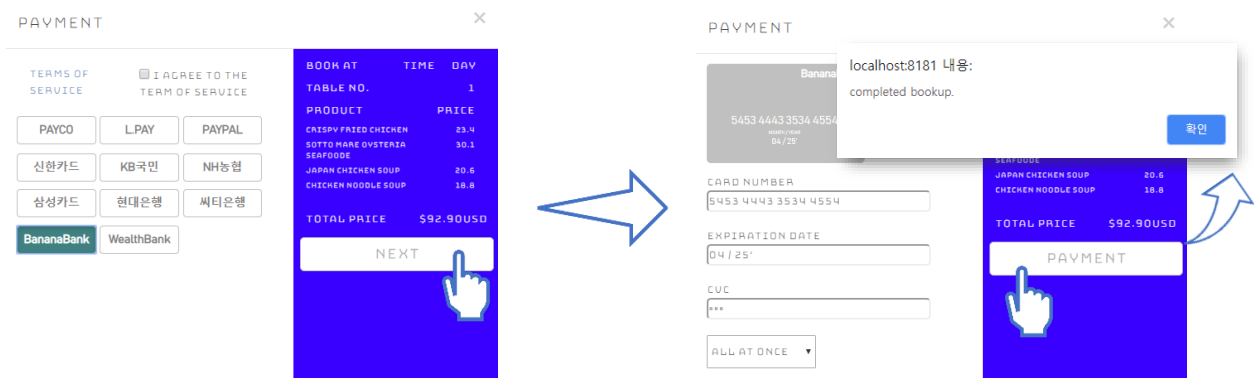 PAYMENT ×
TERMS OF SERVICE
I AGREE TO THE TERM OF SERVICE
PAYCO L.PAY PAYPAL
신한카드 KB국민 NH농협
삼성카드 현대은행 씨티은행
BananaBank WealthBank
BOOK AT TIME DAY
TABLE NO. 1
PRODUCT PRICE
CRISPY FRIED CHICKEN 23.4
SOTTO MARE OYSTERIA SEAFOODE 30.1
JAPAN CHICKEN SOUP 20.6
CHICKEN NOODLE SOUP 18.8
TOTAL PRICE $92.90USD
NEXT
PAYMENT ×
localhost:8181 내용:
completed bookup.
확인
Banana
5453 4443 3534 4554
04 / 25'
CARD NUMBER
5453 4443 3534 4554
EXPIRATION DATE
04 / 25'
CVC
***
ALL AT ONCE
SEAFOODE
JAPAN CHICKEN SOUP 20.6
CHICKEN NOODLE SOUP 18.8
TOTAL PRICE $92.90USD
PAYMENT